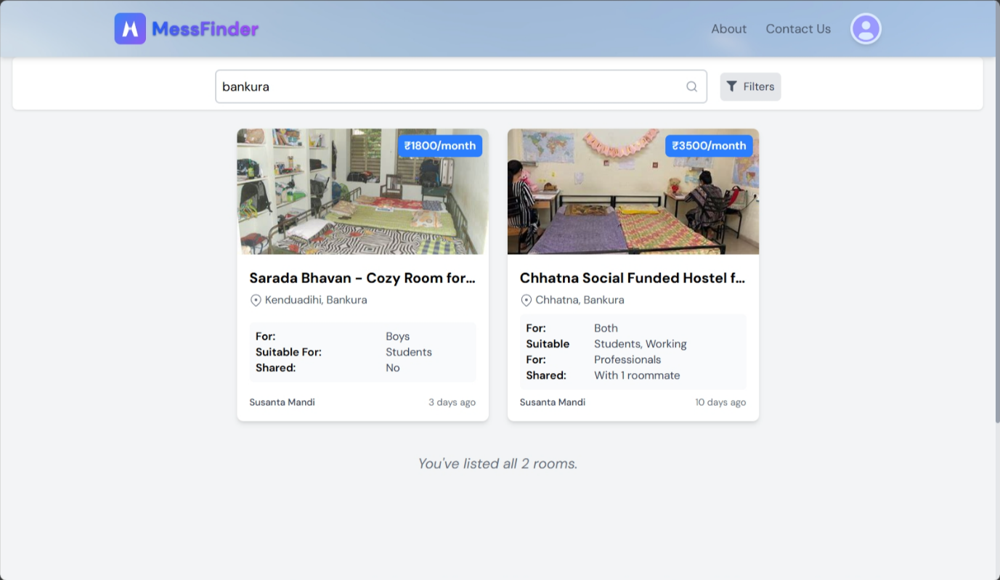 MessFinder
About
Contact Us
bankura
Filters
₹1800/month
Sarada Bhavan - Cozy Room for...
Kenduadihi, Bankura
For: Boys
Suitable For: Students
Shared: No
Susanta Mandi
3 days ago
₹3500/month
Chhatna Social Funded Hostel f...
Chhatna, Bankura
For: Both
Suitable For: Students, Working Professionals
Shared: With 1 roommate
Susanta Mandi
10 days ago
You've listed all 2 rooms.